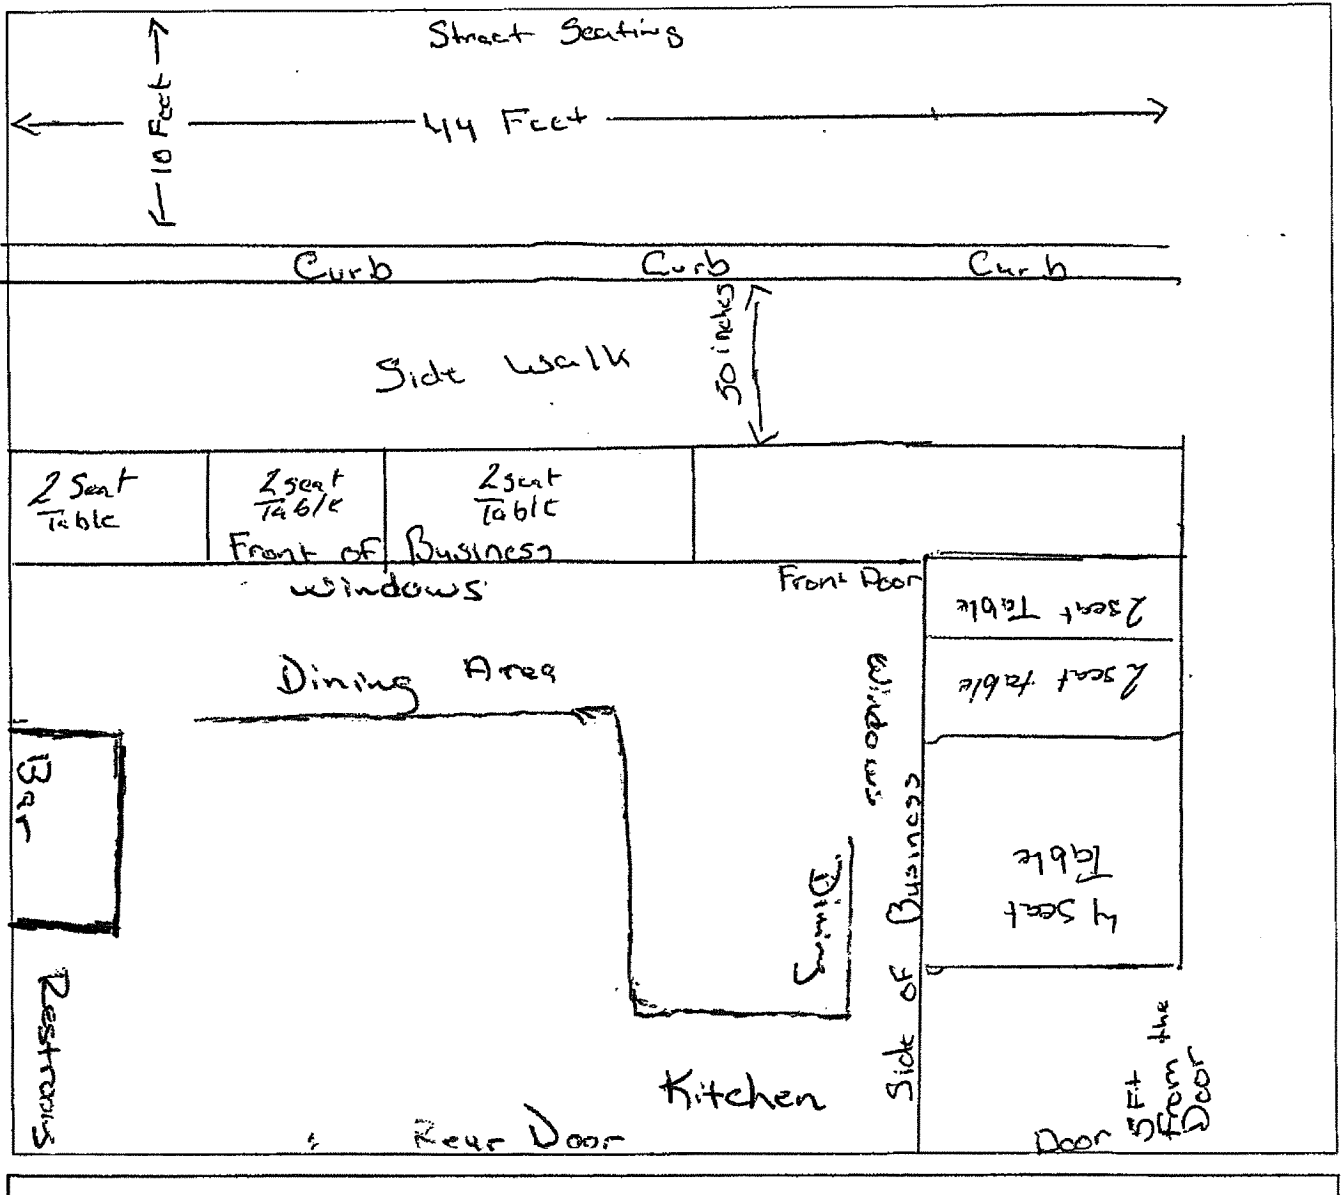 Street Seating
10 Feet
44 Feet
Curb Curb Curb
Side Walk
50 inches
2 Seat
Table
2 seat
Table
2 seat
Table
Front of Business
Windows
Front Door
2 seat Table
2 seat table
4 Seat
Table
Dining Area
Windows
Bar
Dining
Side of Business
Restrooms
Kitchen
Rear Door
Door
5 Ft
From the
Door